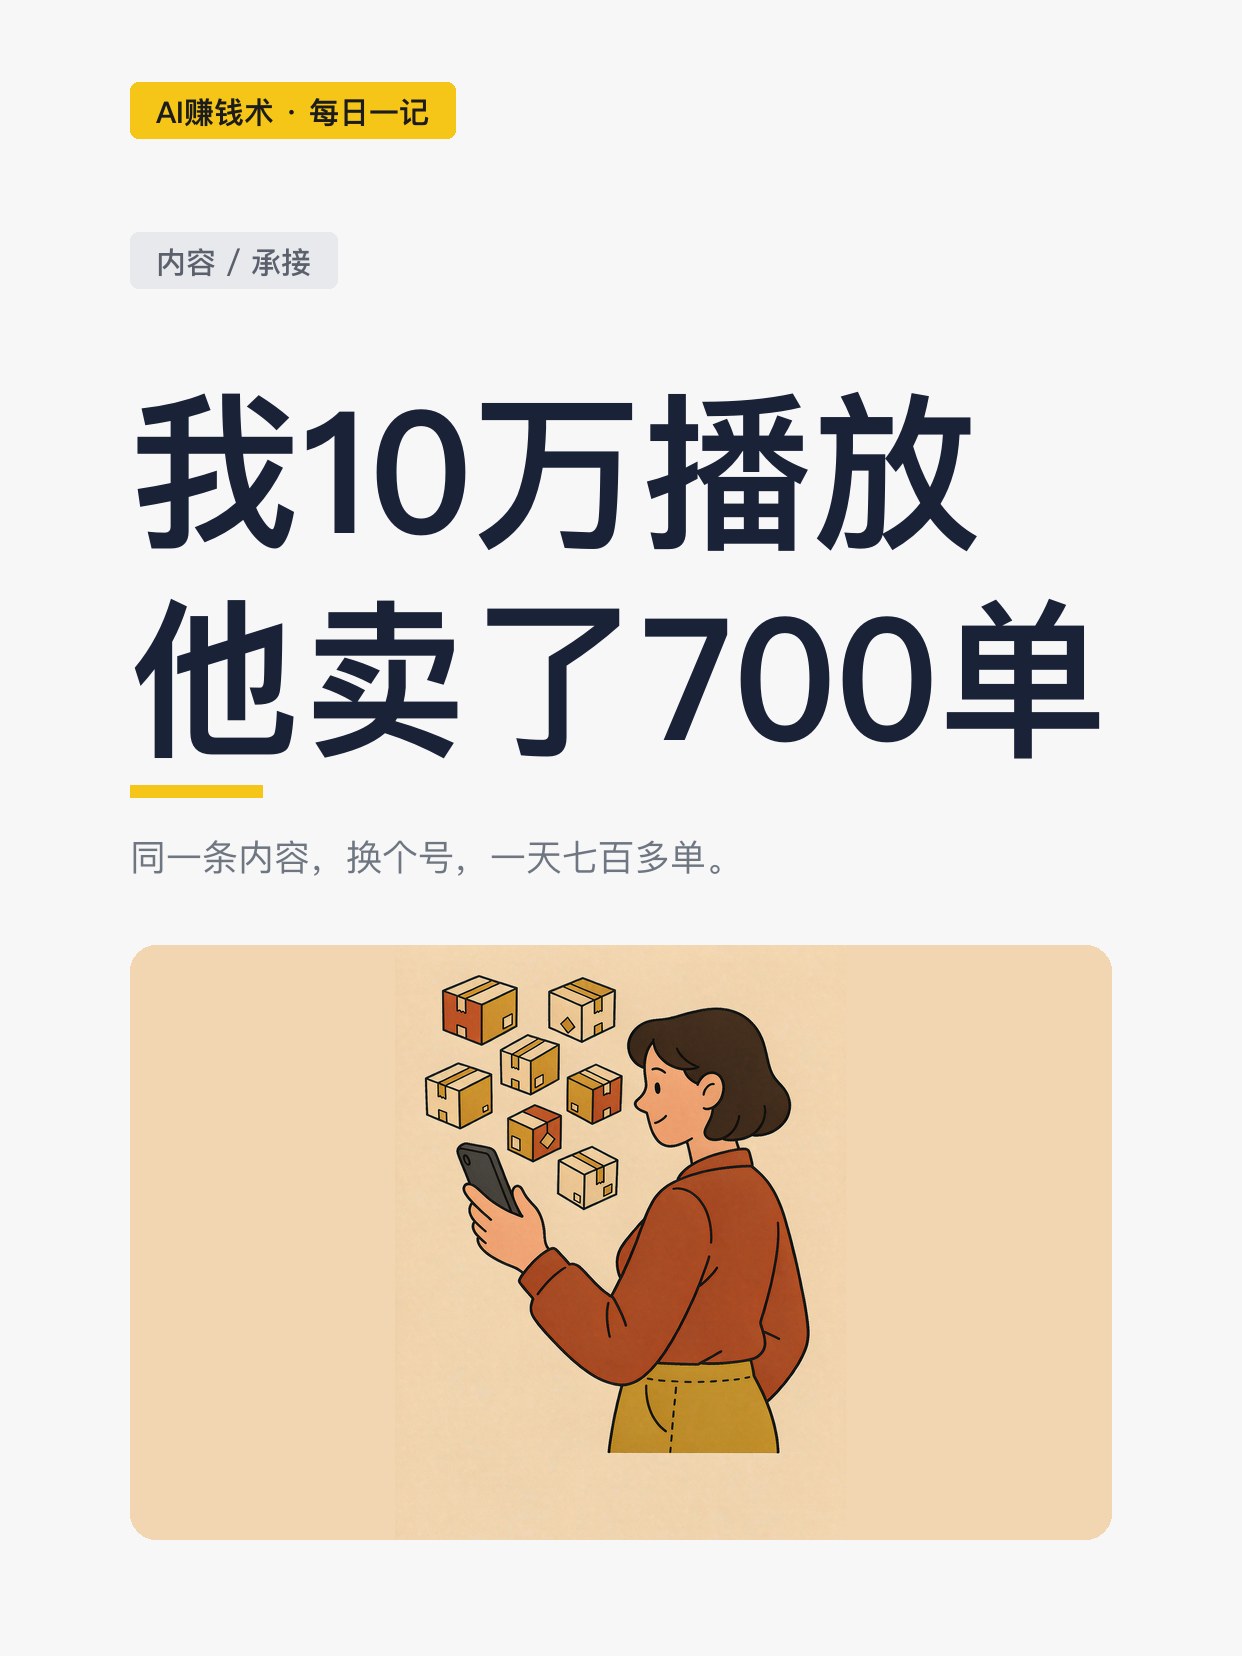 AI赚钱术 · 每日一记
内容 / 承接
我10万播放
他卖了700单
同一条内容，换个号，一天七百多单。